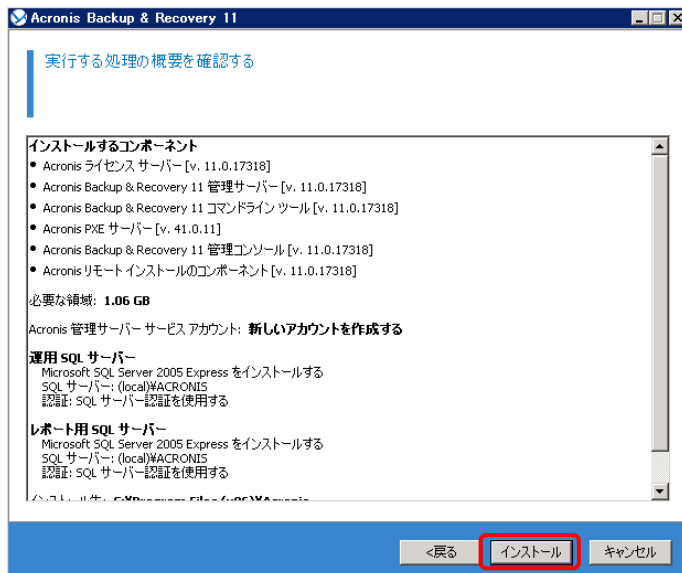 Acronis Backup & Recovery 11
実行する処理の概要を確認する
インストールするコンポーネント
• Acronis ライセンス サーバー [v. 11.0.17318]
• Acronis Backup & Recovery 11 管理サーバー [v. 11.0.17318]
• Acronis Backup & Recovery 11 コマンドライン ツール [v. 11.0.17318]
• Acronis PXE サーバー [v. 41.0.11]
• Acronis Backup & Recovery 11 管理コンソール [v. 11.0.17318]
• Acronis リモート インストールのコンポーネント [v. 11.0.17318]
必要な領域: 1.06 GB
Acronis 管理サーバー サービス アカウント: 新しいアカウントを作成する
運用 SQL サーバー
Microsoft SQL Server 2005 Express をインストールする
SQL サーバー: (local)¥ACRONIS
認証: SQL サーバー認証を使用する
レポート用 SQL サーバー
Microsoft SQL Server 2005 Express をインストールする
SQL サーバー: (local)¥ACRONIS
認証: SQL サーバー認証を使用する
<戻る インストール キャンセル